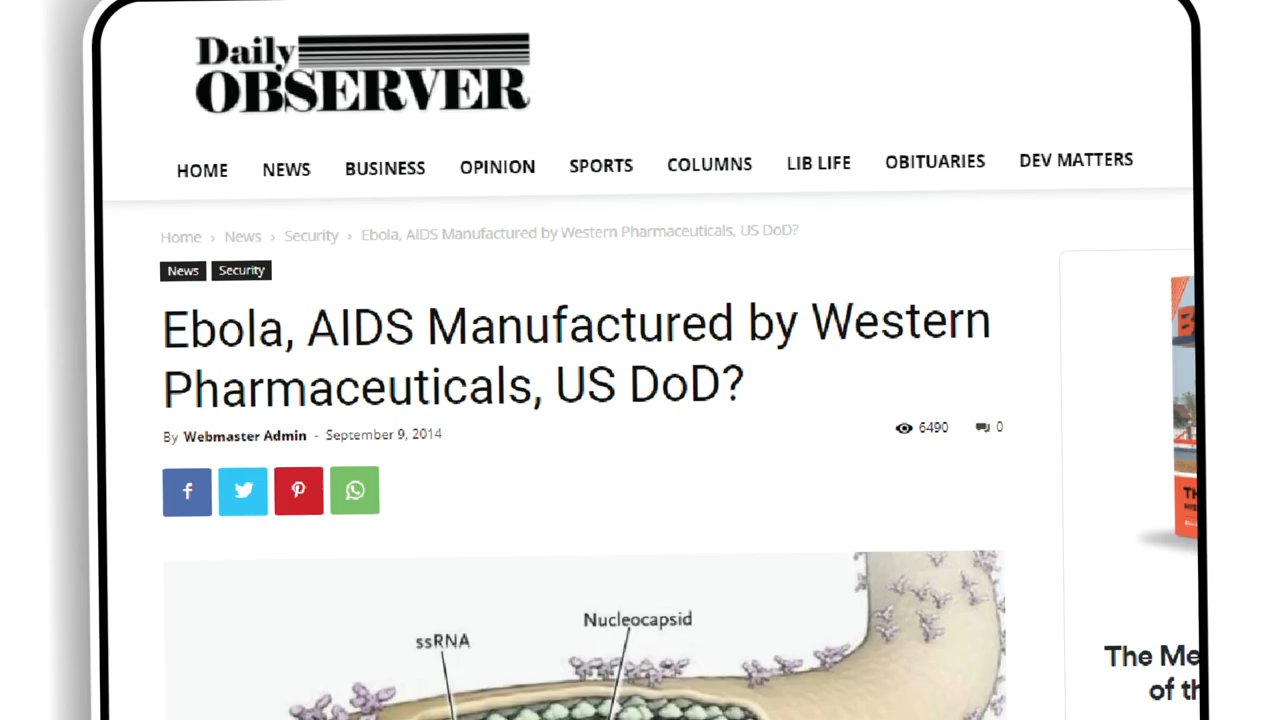 Daily
OBSERVER
HOME NEWS BUSINESS OPINION SPORTS COLUMNS LIB LIFE OBITUARIES DEV MATTERS
Home › News › Security › Ebola, AIDS Manufactured by Western Pharmaceuticals, US DoD?
News Security
Ebola, AIDS Manufactured by Western
Pharmaceuticals, US DoD?
By Webmaster Admin - September 9, 2014 6490 0
Nucleocapsid
ssRNA
The Me
of th